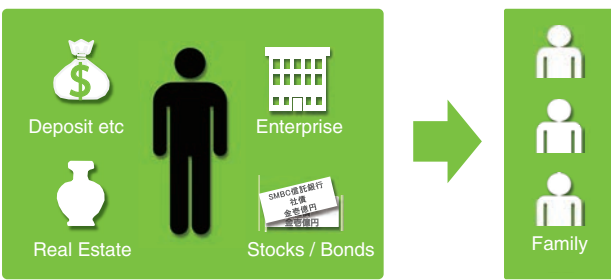 $
Deposit etc
Enterprise
SMBC信託銀行
社債
金壱億円
金壱億円
Real Estate
Stocks / Bonds
Family